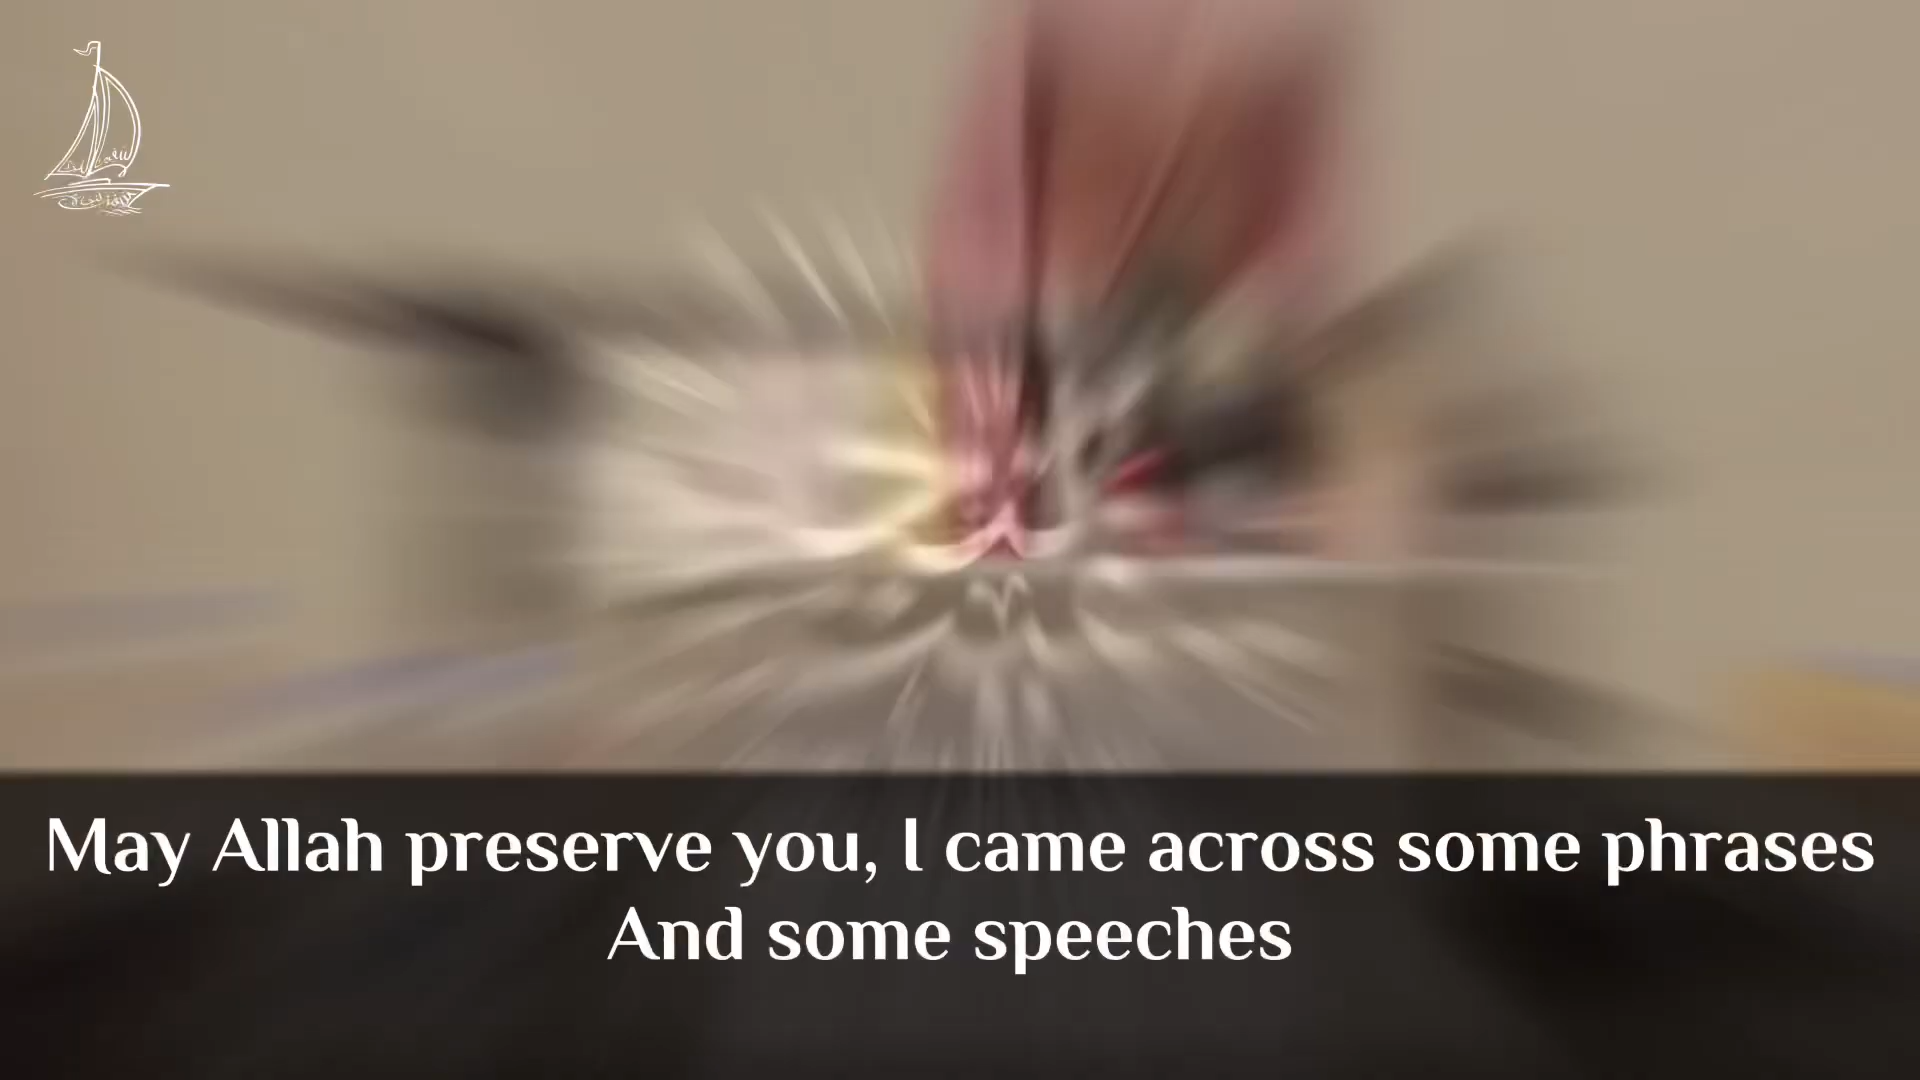 May Allah preserve you, I came across some phrases
And some speeches